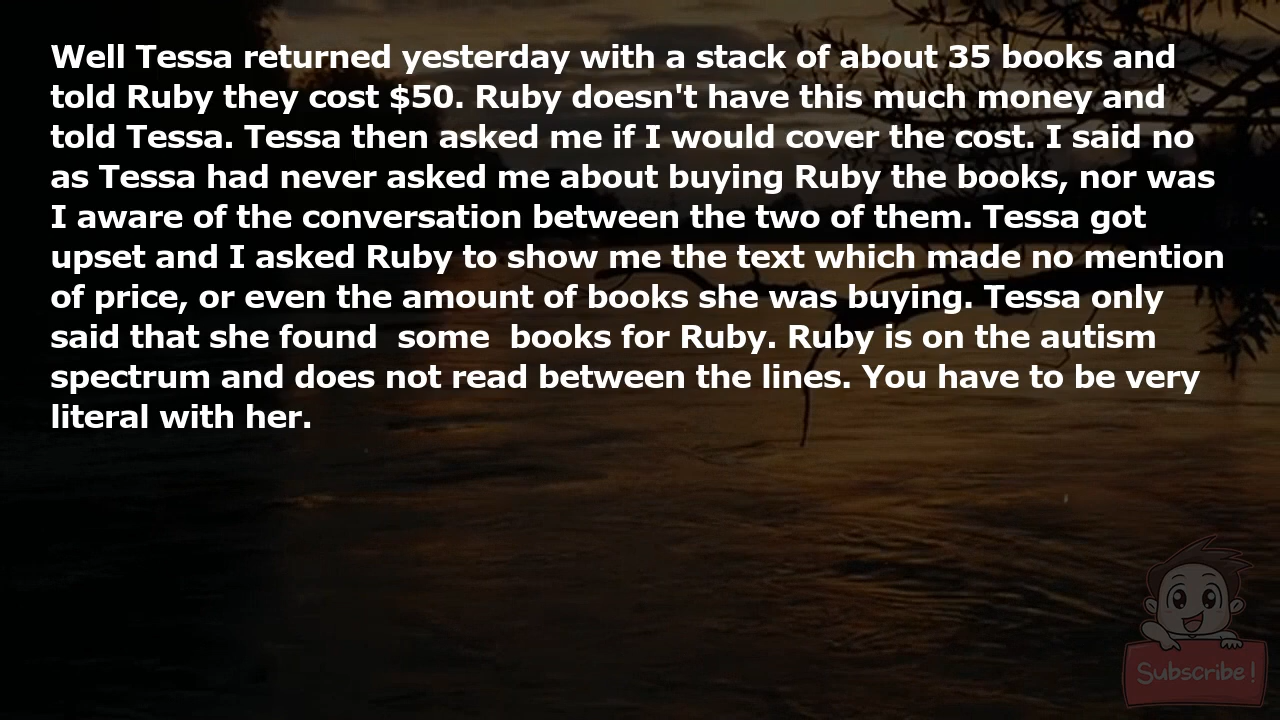 Well Tessa returned yesterday with a stack of about 35 books and
told Ruby they cost $50. Ruby doesn't have this much money and
told Tessa. Tessa then asked me if I would cover the cost. I said no
as Tessa had never asked me about buying Ruby the books, nor was
I aware of the conversation between the two of them. Tessa got
upset and I asked Ruby to show me the text which made no mention
of price, or even the amount of books she was buying. Tessa only
said that she found  some  books for Ruby. Ruby is on the autism
spectrum and does not read between the lines. You have to be very
literal with her.
Subscribe!